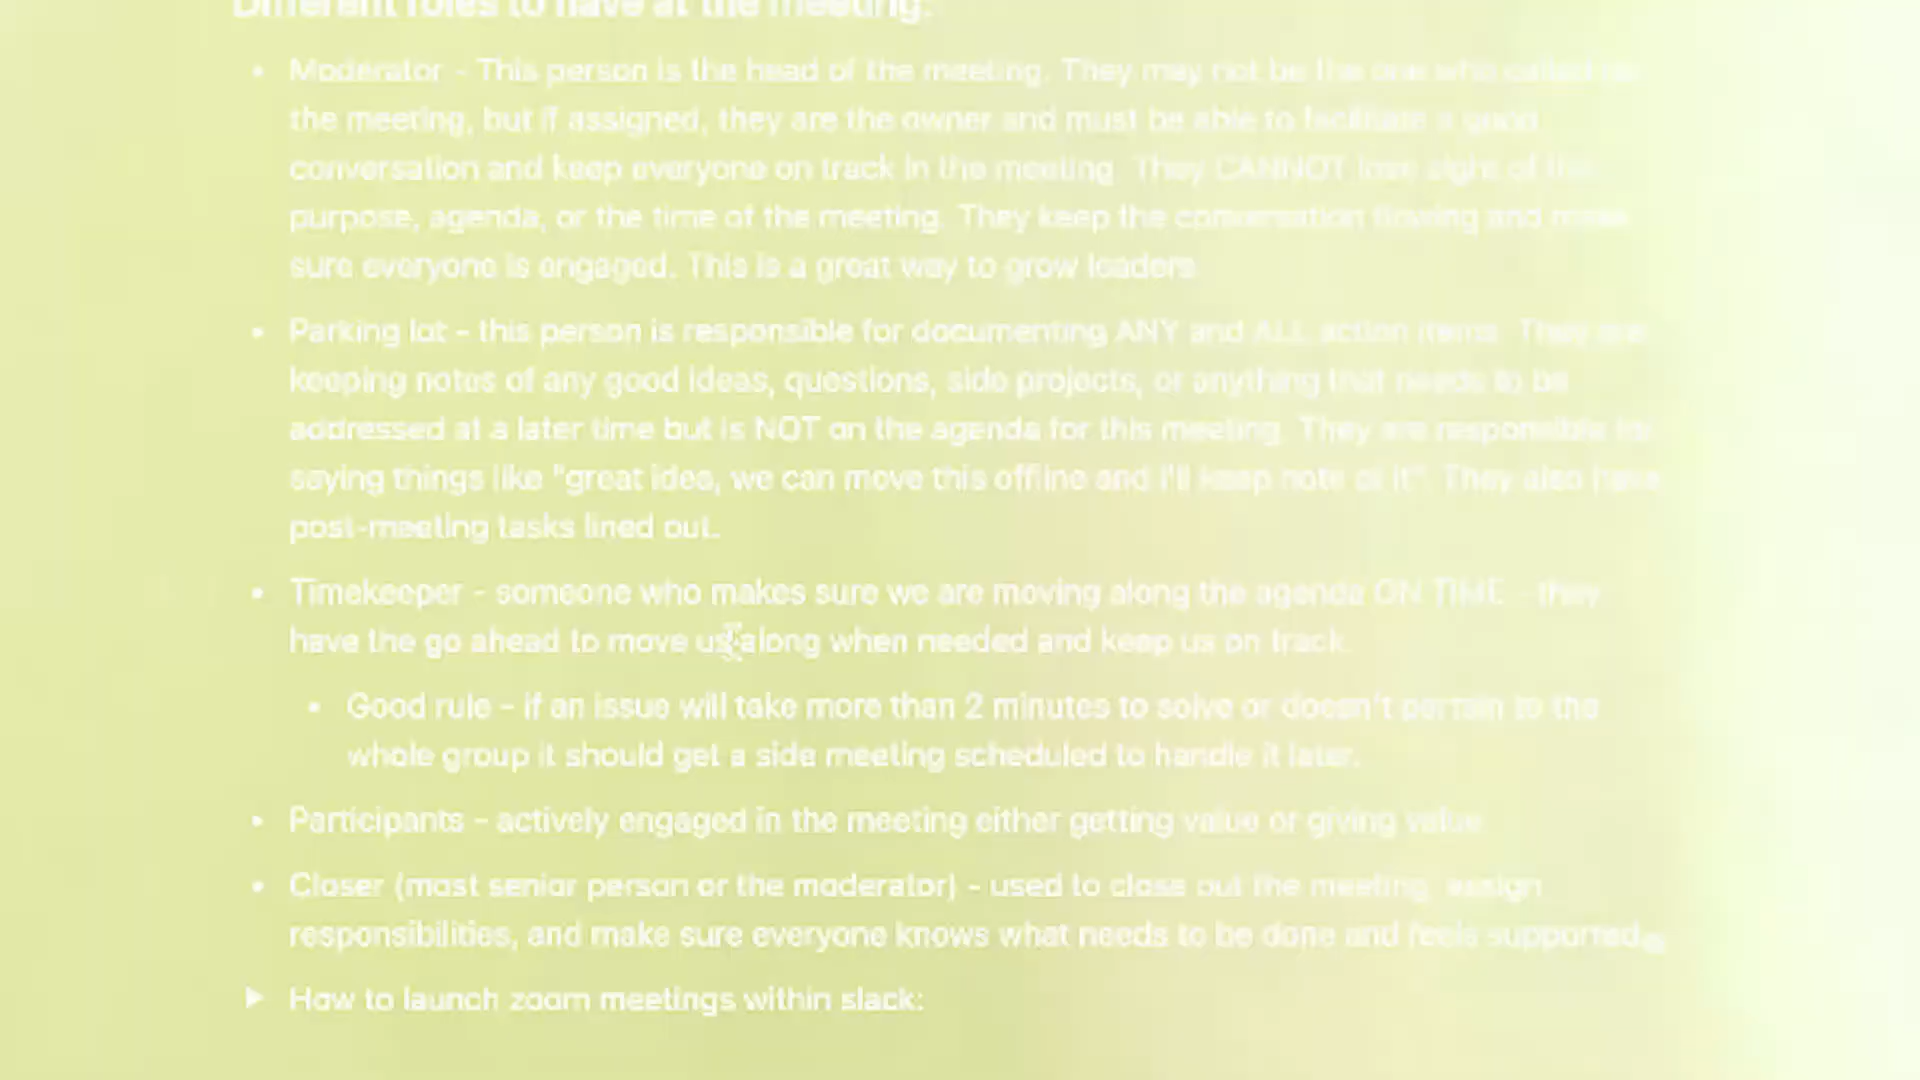 Different roles to have at the meeting:
• Moderator - This person is the head of the meeting. They may not be the one who called
the meeting, but if assigned, they are the owner and must be able to facilitate a good
conversation and keep everyone on track in the meeting. They CANNOT lose sight of the
purpose, agenda, or the time of the meeting. They keep the conversation flowing and make
sure everyone is engaged. This is a great way to grow leaders.
• Parking lot - this person is responsible for documenting ANY and ALL action items. They are
keeping notes of any good ideas, questions, side projects, or anything that needs to be
addressed at a later time but is NOT on the agenda for this meeting. They are responsible for
saying things like "great idea, we can move this offline and I'll keep note of it". They also have
post-meeting tasks lined out.
• Timekeeper - someone who makes sure we are moving along the agenda ON TIME - they
have the go ahead to move us along when needed and keep us on track.
• Good rule - if an issue will take more than 2 minutes to solve or doesn't pertain to the
whole group it should get a side meeting scheduled to handle it later.
• Participants - actively engaged in the meeting either getting value or giving value
• Closer (most senior person or the moderator) - used to close out the meeting, assign
responsibilities, and make sure everyone knows what needs to be done and feels supported.
▶ How to launch zoom meetings within slack: